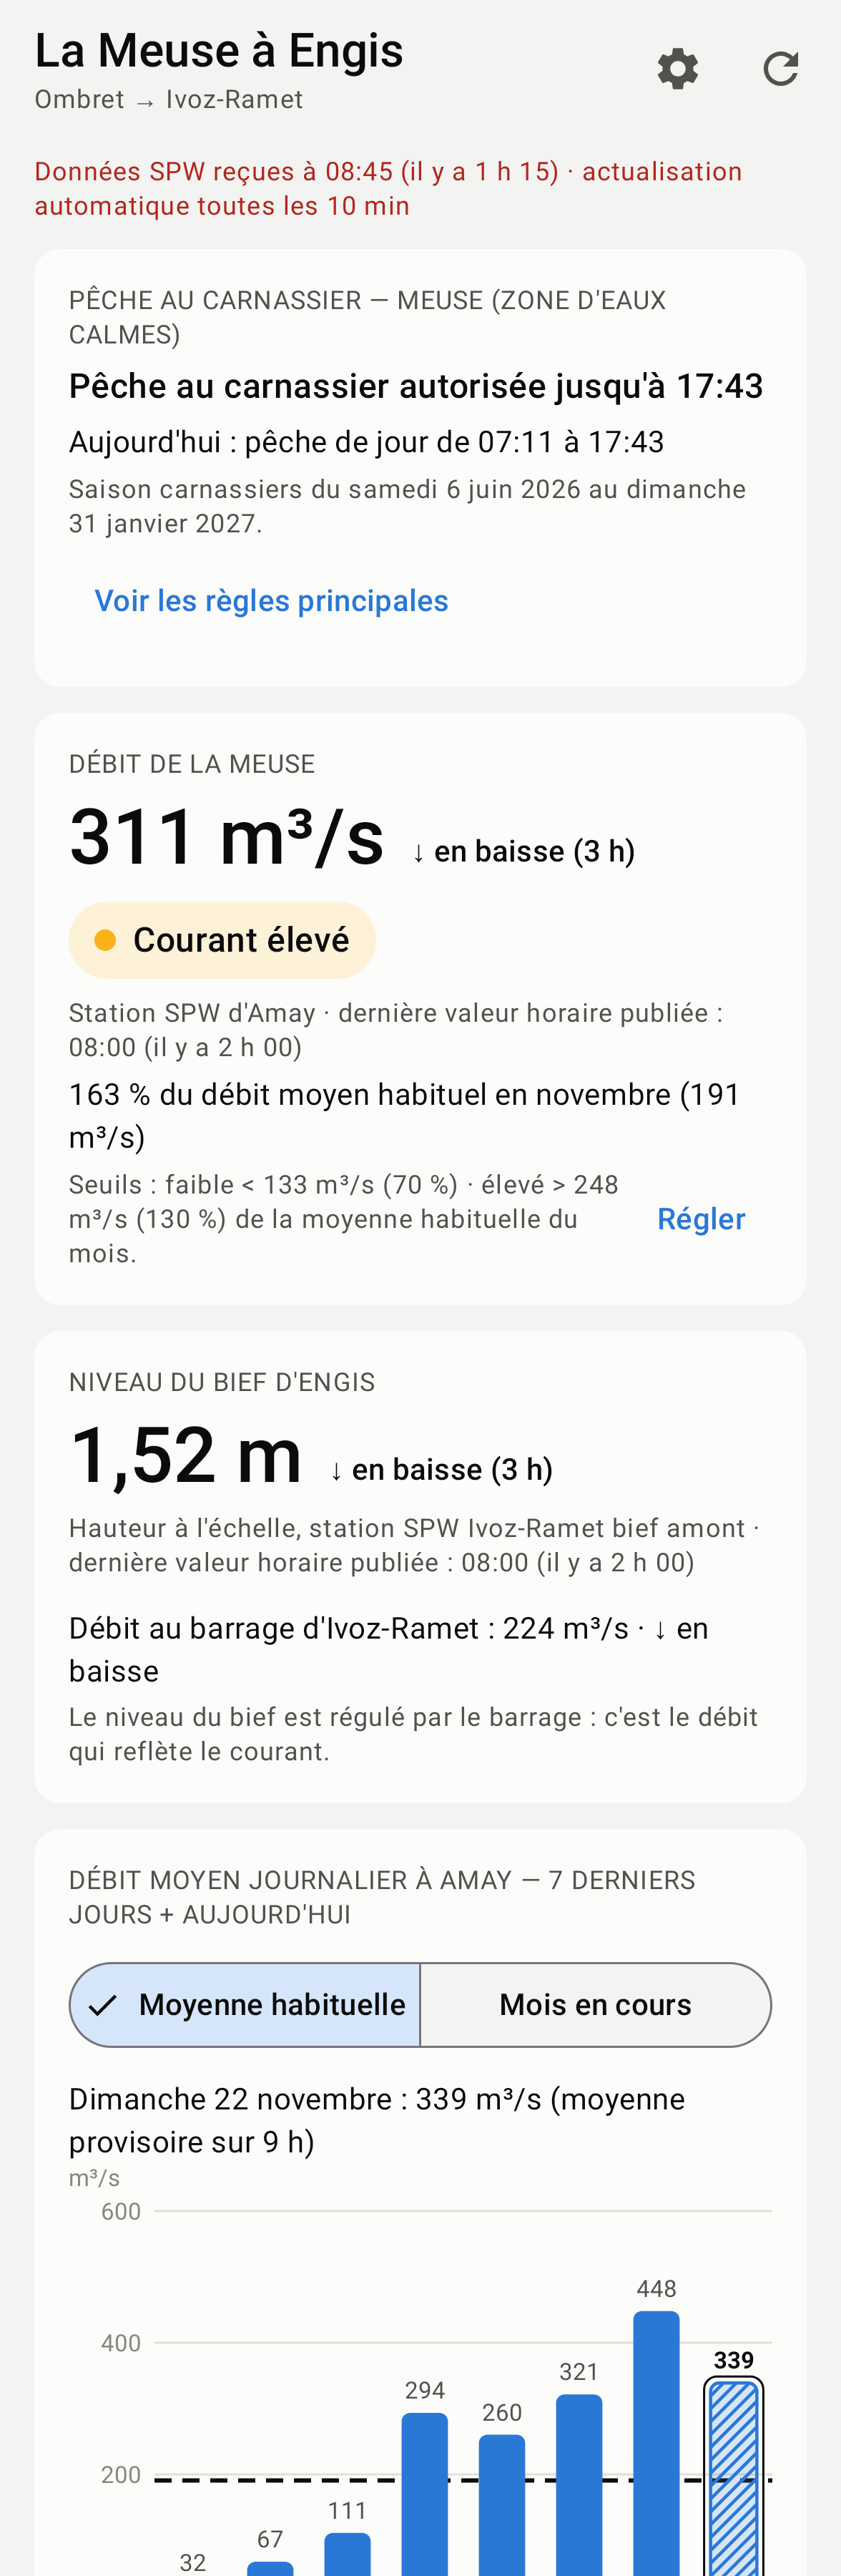 La Meuse à Engis
Ombret → Ivoz-Ramet
Données SPW reçues à 08:45 (il y a 1 h 15) · actualisation
automatique toutes les 10 min
PÊCHE AU CARNASSIER — MEUSE (ZONE D'EAUX
CALMES)
Pêche au carnassier autorisée jusqu'à 17:43
Aujourd'hui : pêche de jour de 07:11 à 17:43
Saison carnassiers du samedi 6 juin 2026 au dimanche
31 janvier 2027.
Voir les règles principales
DÉBIT DE LA MEUSE
311 m³/s ↓ en baisse (3 h)
Courant élevé
Station SPW d'Amay · dernière valeur horaire publiée :
08:00 (il y a 2 h 00)
163 % du débit moyen habituel en novembre (191
m³/s)
Seuils : faible < 133 m³/s (70 %) · élevé > 248
m³/s (130 %) de la moyenne habituelle du
mois.
Régler
NIVEAU DU BIEF D'ENGIS
1,52 m ↓ en baisse (3 h)
Hauteur à l'échelle, station SPW Ivoz-Ramet bief amont ·
dernière valeur horaire publiée : 08:00 (il y a 2 h 00)
Débit au barrage d'Ivoz-Ramet : 224 m³/s · ↓ en
baisse
Le niveau du bief est régulé par le barrage : c'est le débit
qui reflète le courant.
DÉBIT MOYEN JOURNALIER À AMAY — 7 DERNIERS
JOURS + AUJOURD'HUI
Moyenne habituelle
Mois en cours
Dimanche 22 novembre : 339 m³/s (moyenne
provisoire sur 9 h)
m³/s
600
448
400
339
321
294
260
200
111
67
32